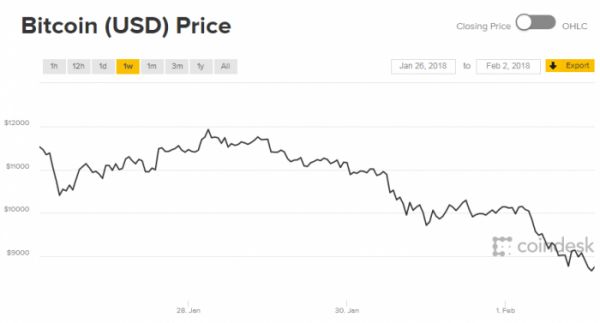 Bitcoin (USD) Price
Closing Price OHLC
1h 12h 1d 1w 1m 3m 1y All
Jan 26, 2018 to Feb 2, 2018 Export
$12000
$11000
$10000
$9000
coindesk
28. Jan 30. Jan 1. Feb